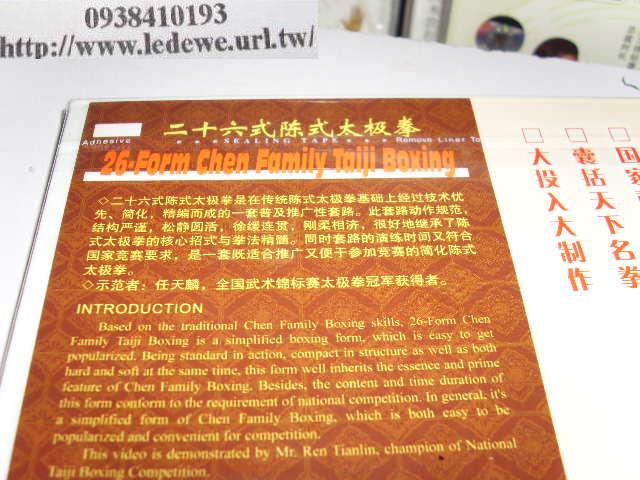 0938410193
http://www.ledewe.url.tw/
二十六式陈式太极拳
Adhesive SEALING TAPE Remove Liner To
26-Form Chen Family Taiji Boxing
◇二十六式陈式太极拳是在传统陈式太极拳基础上经过技术优
先、简化，精编而成的一套普及推广性套路。此套路动作规范，
结构严谨，松静圆活，徐缓连贯，刚柔相济，很好地继承了陈
式太极拳的核心招式与拳法精髓。同时套路的演练时间又符合
国家竞赛要求，是一套既适合推广又便于参加竞赛的简化陈式
太极拳。
◇示范者：任天麟，全国武术锦标赛太极拳冠军获得者。
INTRODUCTION
Based on the traditional Chen Family Boxing skills, 26-Form Chen
Family Taiji Boxing is a simplified boxing form, which is easy to get
popularized. Being standard in action, compact in structure as well as both
hard and soft at the same time, this form well inherits the essence and prime
feature of Chen Family Boxing. Besides, the content and time duration of
this form conform to the requirement of national competition. In general, it's
a simplified form of Chen Family Boxing, which is both easy to be
popularized and convenient for competition.
This video is demonstrated by Mr. Ren Tianlin, champion of National
Taiji Boxing Competition.
国家
囊括天下名拳
大投入大制作